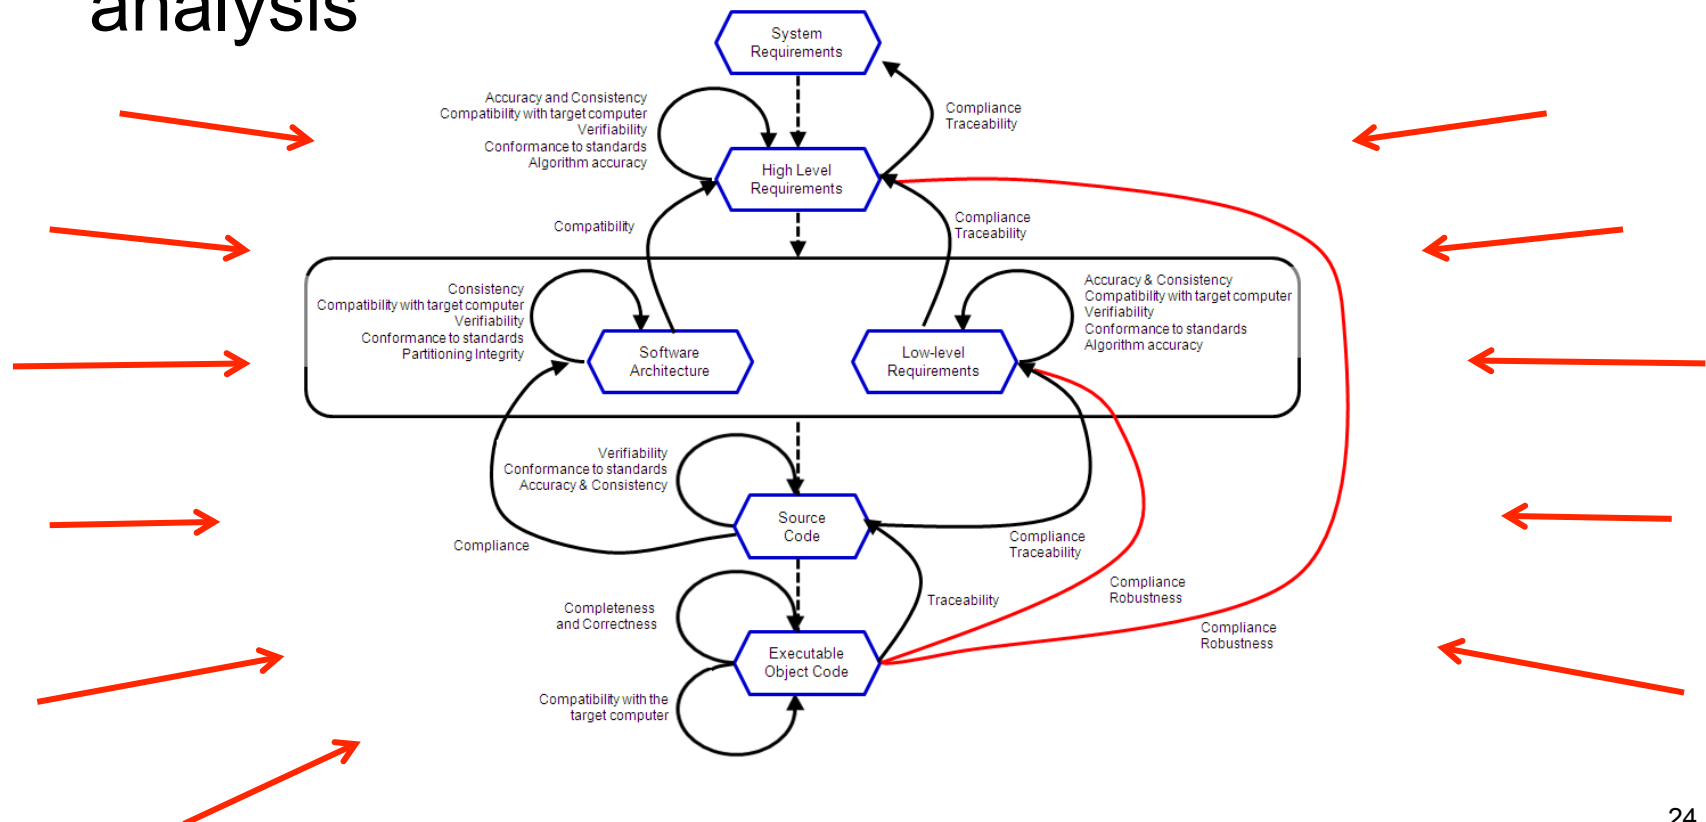 analysis
System
Requirements
Accuracy and Consistency
Compatibility with target computer
Verifiability
Conformance to standards
Algorithm accuracy
Compliance
Traceability
High Level
Requirements
Compatibility
Compliance
Traceability
Consistency
Compatibility with target computer
Verifiability
Conformance to standards
Partitioning Integrity
Software
Architecture
Low-level
Requirements
Accuracy & Consistency
Compatibility with target computer
Verifiability
Conformance to standards
Algorithm accuracy
Verifiability
Conformance to standards
Accuracy & Consistency
Source
Code
Compliance
Compliance
Traceability
Completeness
and Correctness
Traceability
Compliance
Robustness
Compliance
Robustness
Executable
Object Code
Compatibility with the
target computer
24